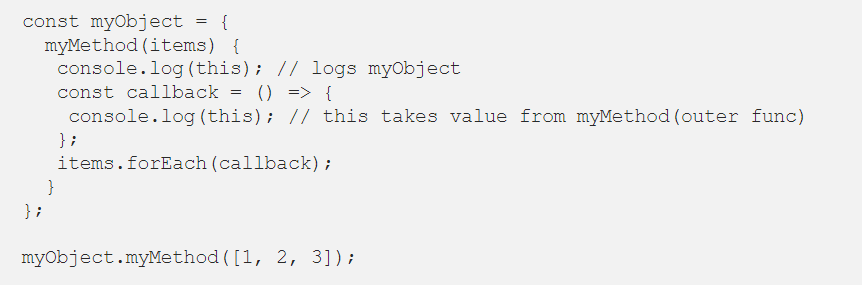 const myObject = {
  myMethod(items) {
   console.log(this); // logs myObject
   const callback = () => {
    console.log(this); // this takes value from myMethod(outer func)
   };
   items.forEach(callback);
  }
};

myObject.myMethod([1, 2, 3]);